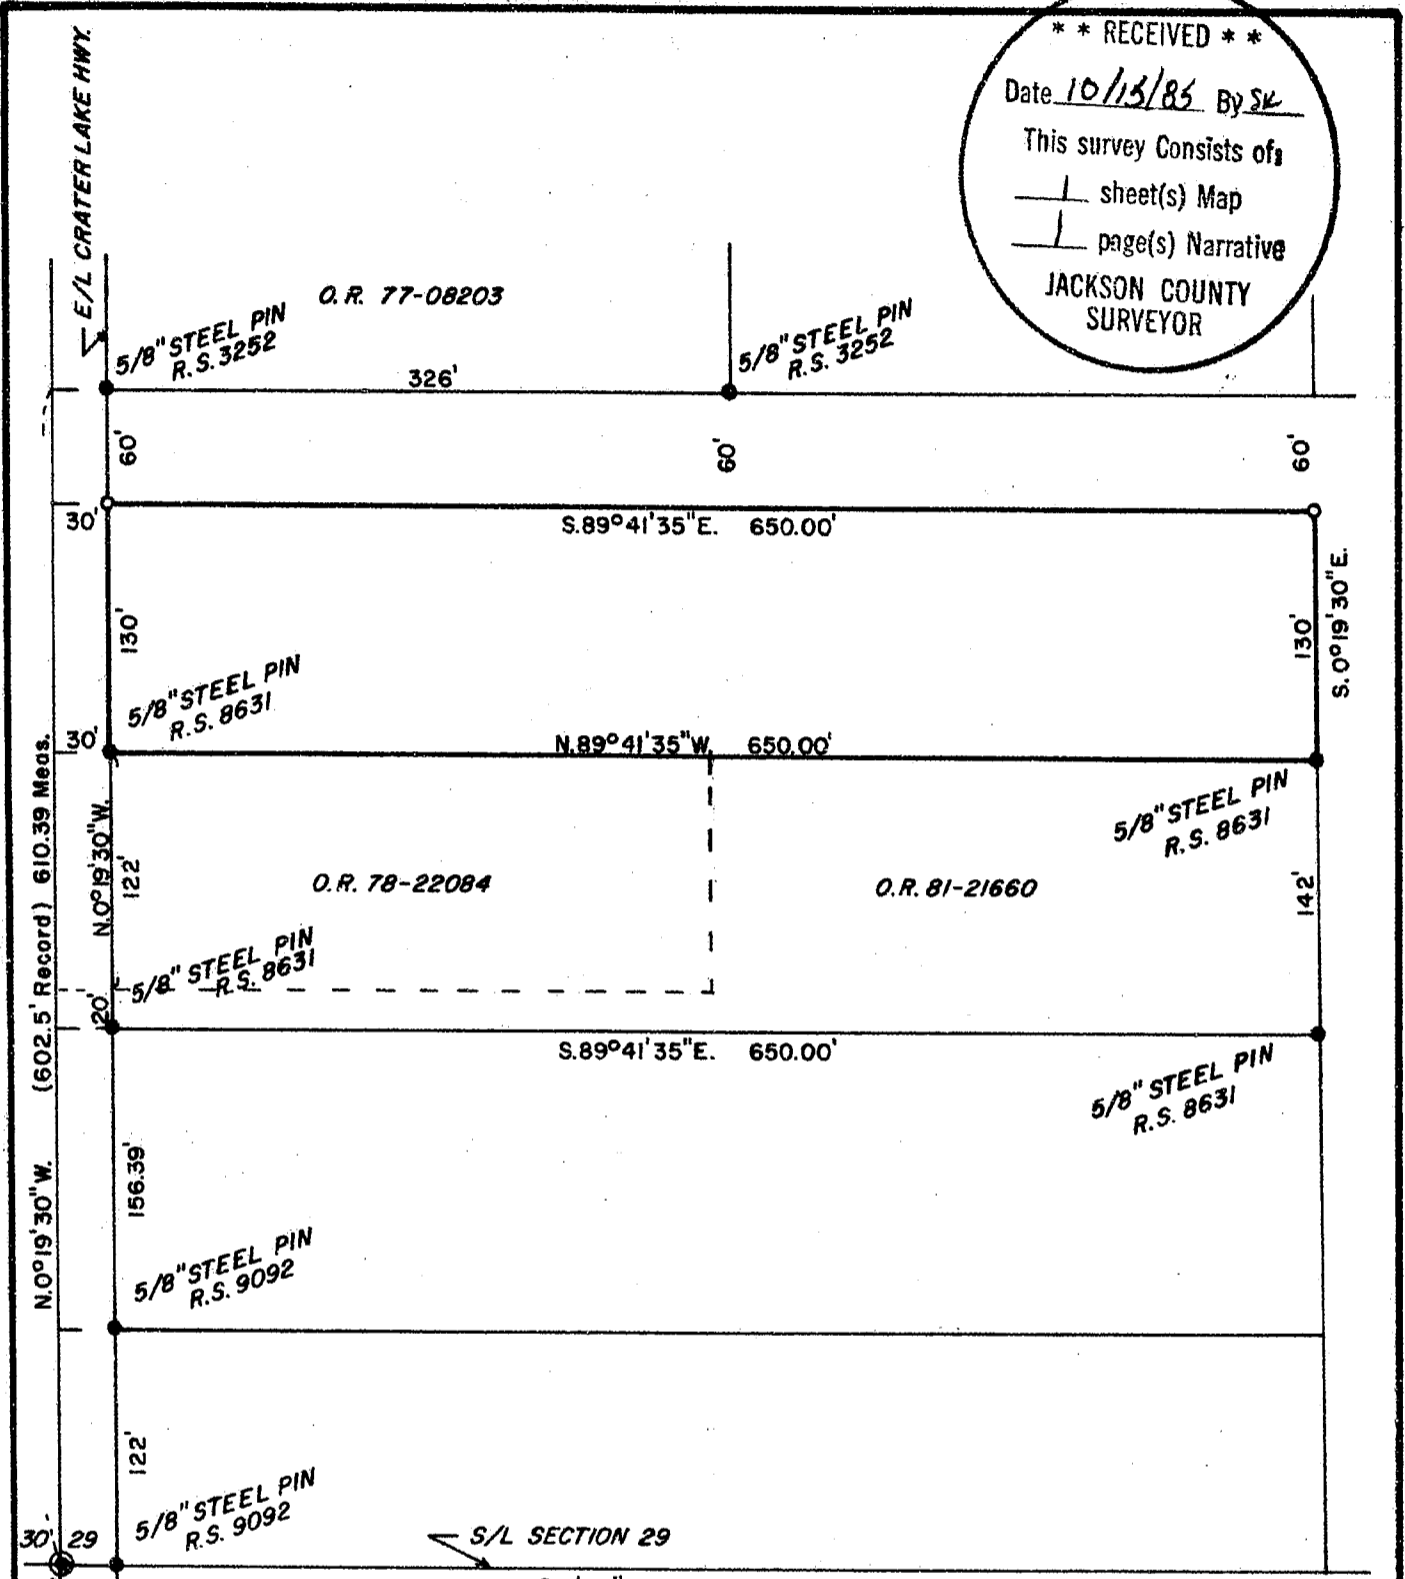 * * RECEIVED * *
Date 10/15/85 By SK
This survey Consists of:
1 sheet(s) Map
1 page(s) Narrative
JACKSON COUNTY
SURVEYOR
E/L CRATER LAKE HWY.
O.R. 77-08203
5/8" STEEL PIN
R.S. 3252
5/8" STEEL PIN
R.S. 3252
326'
60'
60'
60'
30'
S.89°41'35"E. 650.00'
130'
130'
S.0°19'30"E.
5/8" STEEL PIN
R.S. 8631
30'
N.89°41'35"W. 650.00'
5/8" STEEL PIN
R.S. 8631
N.0°19'30"W.
122'
O.R. 78-22084
O.R. 81-21660
142'
5/8" STEEL PIN
R.S. 8631
20'
S.89°41'35"E. 650.00'
5/8" STEEL PIN
R.S. 8631
N.0°19'30"W. (602.5' Record) 610.39 Meas.
156.39'
5/8" STEEL PIN
R.S. 9092
122'
5/8" STEEL PIN
R.S. 9092
30' 29
S/L SECTION 29